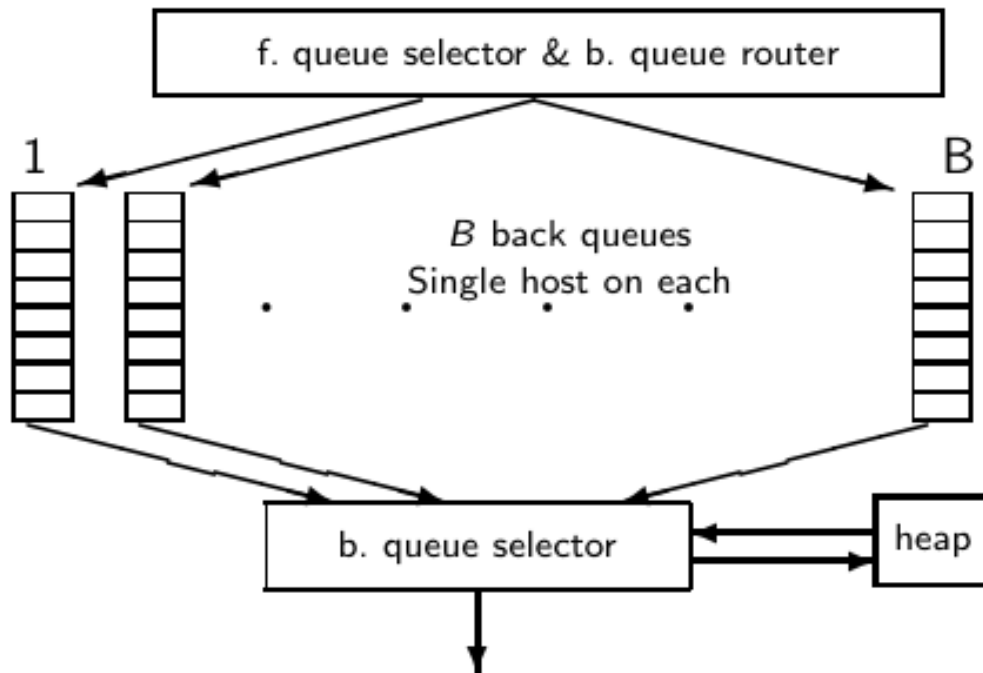 f. queue selector & b. queue router
1
B
B back queues
Single host on each
b. queue selector
heap